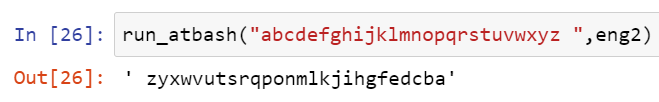 In [26]: run_atbash("abcdefghijklmnopqrstuvwxyz ",eng2)
Out[26]: ' zyxwvutsrqponmlkjihgfedcba'